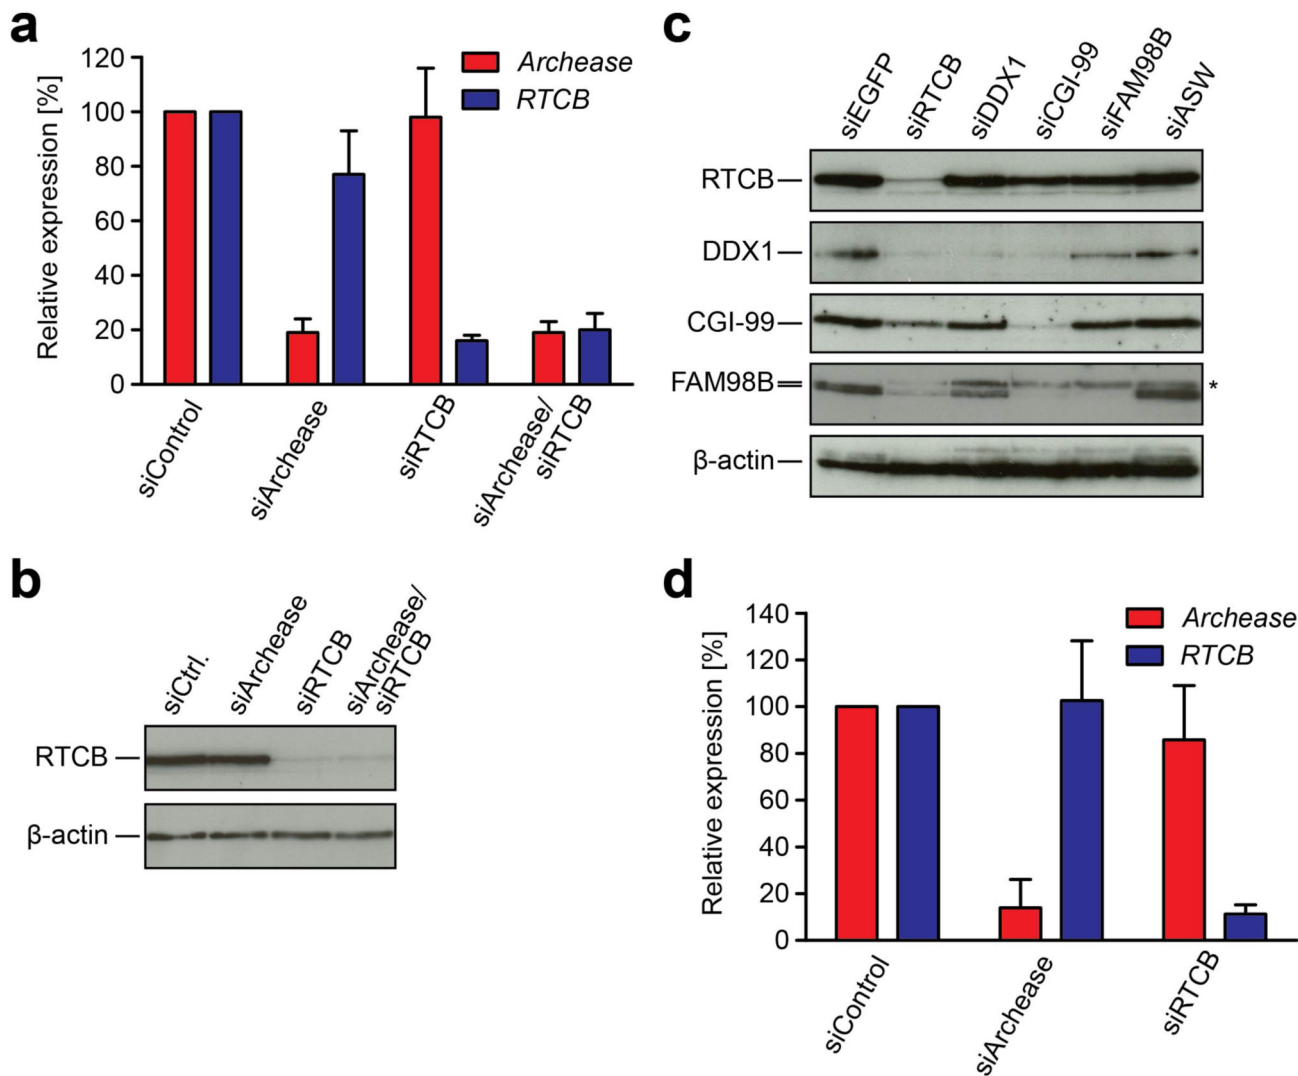 a
120
100
80
60
40
20
0
Relative expression [%]
Archease
RTCB
siControl
siArchease
siRTCB
siArchease/
siRTCB
b
siCtrl.
siArchease
siRTCB
siArchease/
siRTCB
RTCB
β-actin
c
siEGFP
siRTCB
siDDX1
siCGI-99
siFAM98B
siASW
RTCB
DDX1
CGI-99
FAM98B
*
β-actin
d
140
120
100
80
60
40
20
0
Relative expression [%]
Archease
RTCB
siControl
siArchease
siRTCB